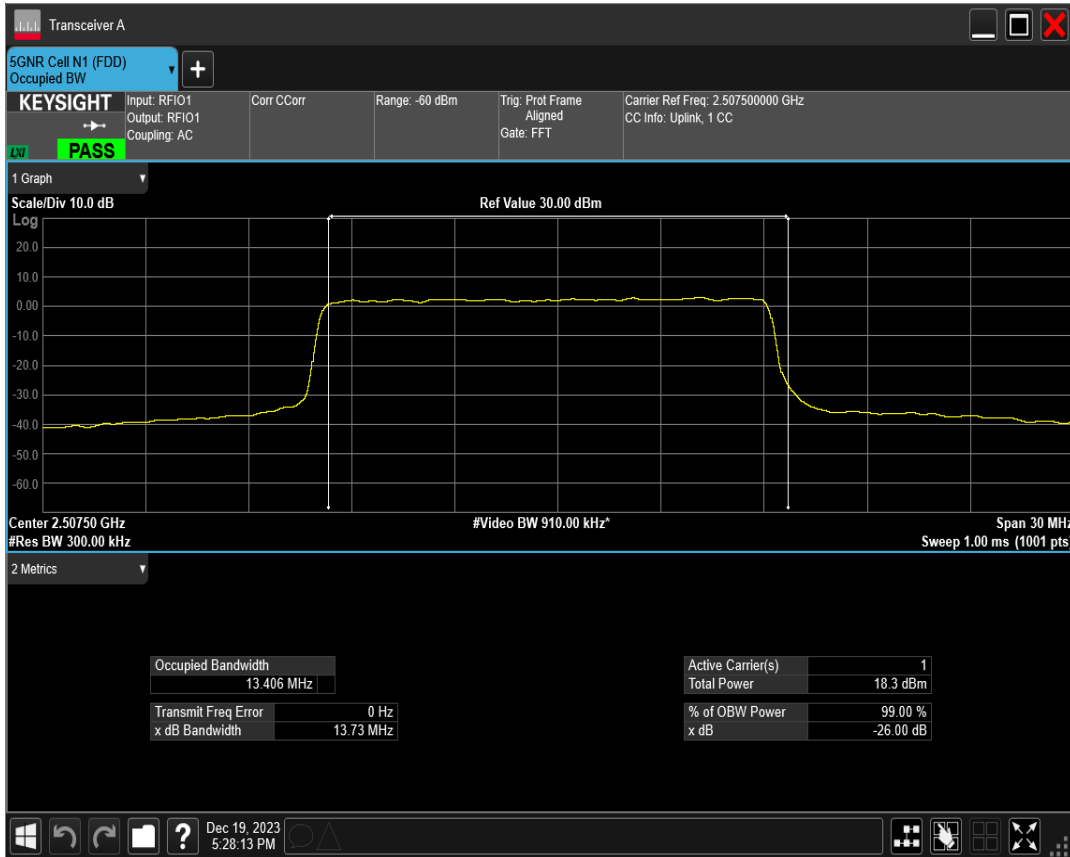 Transceiver A
5GNR Cell N1 (FDD)
Occupied BW
+
KEYSIGHT
LXI
PASS
Input: RFIO1
Output: RFIO1
Coupling: AC
Corr CCorr
Range: -60 dBm
Trig: Prot Frame
Aligned
Gate: FFT
Carrier Ref Freq: 2.507500000 GHz
CC Info: Uplink, 1 CC
1 Graph
Scale/Div 10.0 dB
Ref Value 30.00 dBm
Log
20.0
10.0
0.00
-10.0
-20.0
-30.0
-40.0
-50.0
-60.0
Center 2.50750 GHz
#Video BW 910.00 kHz*
Span 30 MHz
#Res BW 300.00 kHz
Sweep 1.00 ms (1001 pts)
2 Metrics
Occupied Bandwidth
13.406 MHz
Transmit Freq Error 0 Hz
x dB Bandwidth 13.73 MHz
Active Carrier(s) 1
Total Power 18.3 dBm
% of OBW Power 99.00 %
x dB -26.00 dB
?
Dec 19, 2023
5:28:13 PM